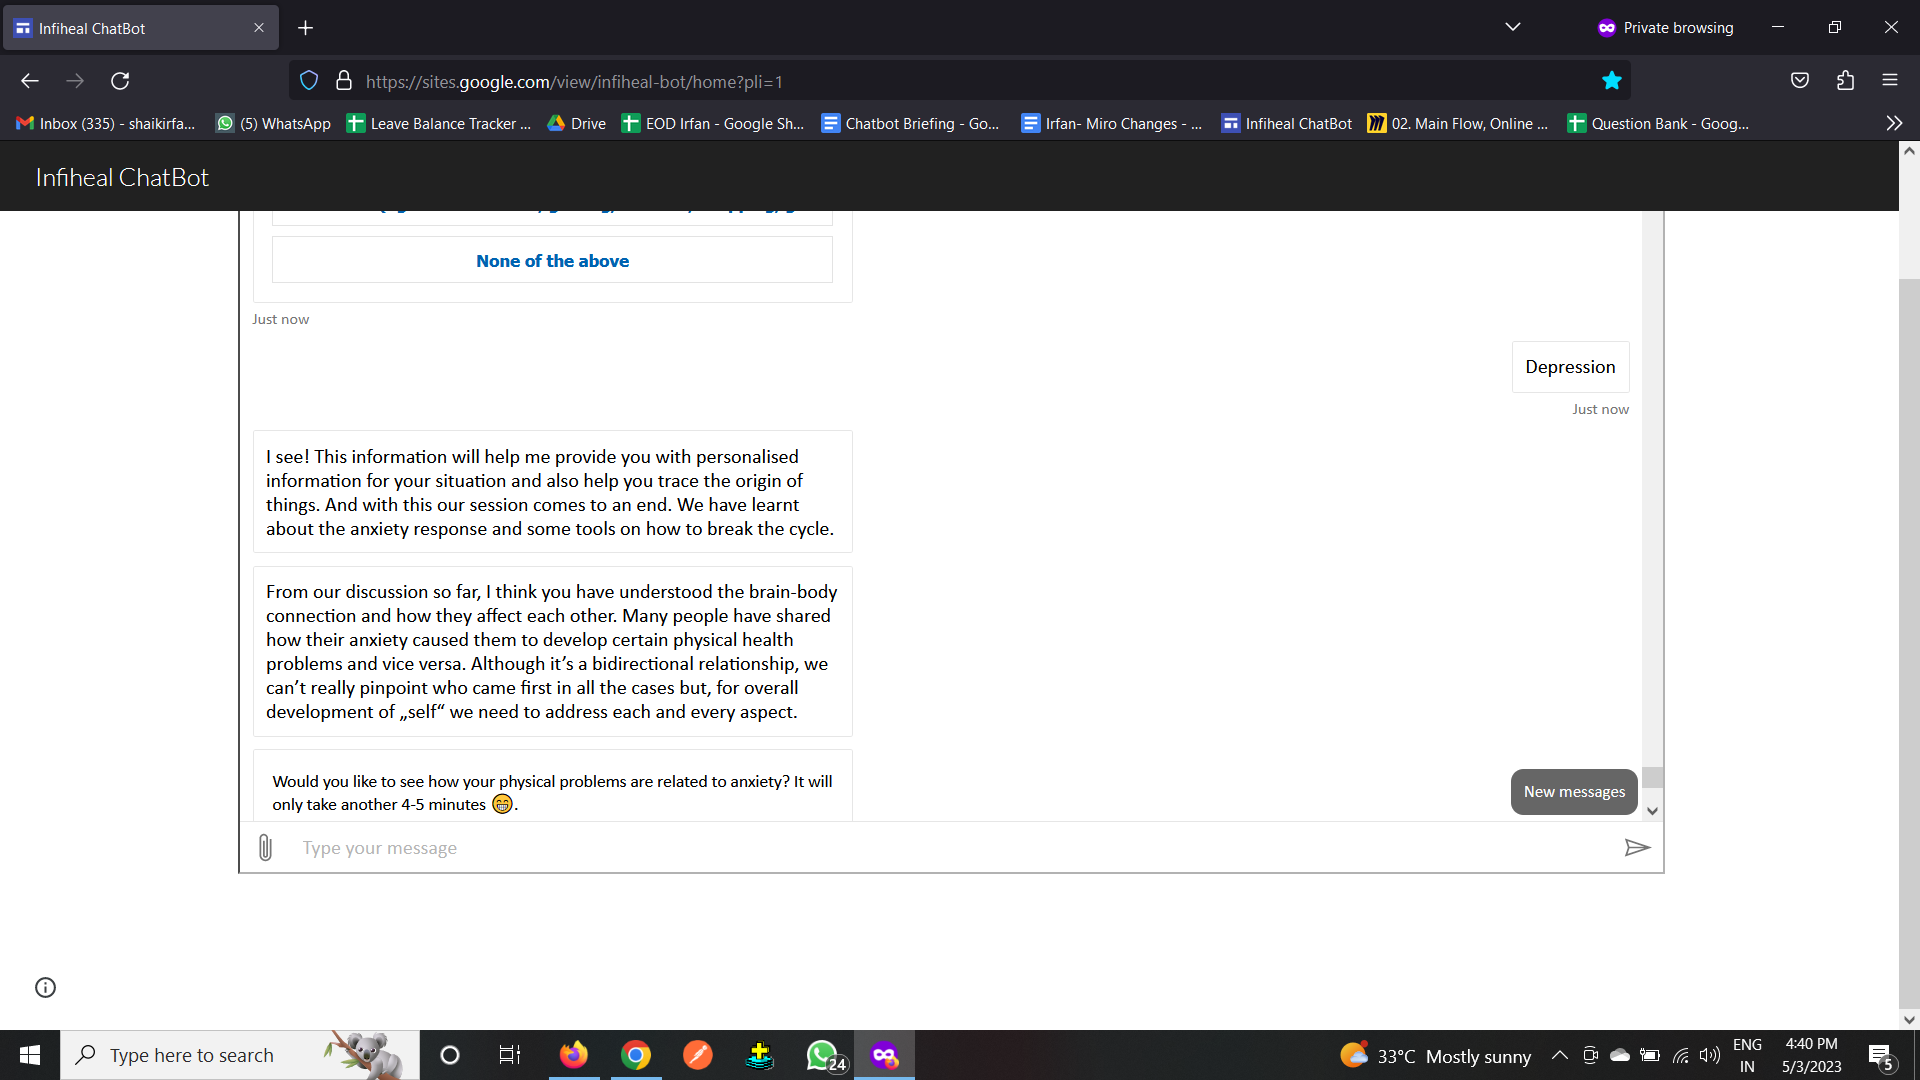 Infiheal ChatBot
Private browsing
https://sites.google.com/view/infiheal-bot/home?pli=1
Inbox (335) - shaikirfa...
(5) WhatsApp
Leave Balance Tracker ...
Drive
EOD Irfan - Google Sh...
Chatbot Briefing - Go...
Irfan- Miro Changes - ...
Infiheal ChatBot
02. Main Flow, Online ...
Question Bank - Goog...
Infiheal ChatBot
None of the above
Just now
Depression
Just now
I see! This information will help me provide you with personalised
information for your situation and also help you trace the origin of
things. And with this our session comes to an end. We have learnt
about the anxiety response and some tools on how to break the cycle.
From our discussion so far, I think you have understood the brain-body
connection and how they affect each other. Many people have shared
how their anxiety caused them to develop certain physical health
problems and vice versa. Although it’s a bidirectional relationship, we
can’t really pinpoint who came first in all the cases but, for overall
development of „self“ we need to address each and every aspect.
Would you like to see how your physical problems are related to anxiety? It will
only take another 4-5 minutes 😁.
New messages
Type your message
Type here to search
24
33°C Mostly sunny
ENG
IN
4:40 PM
5/3/2023
5